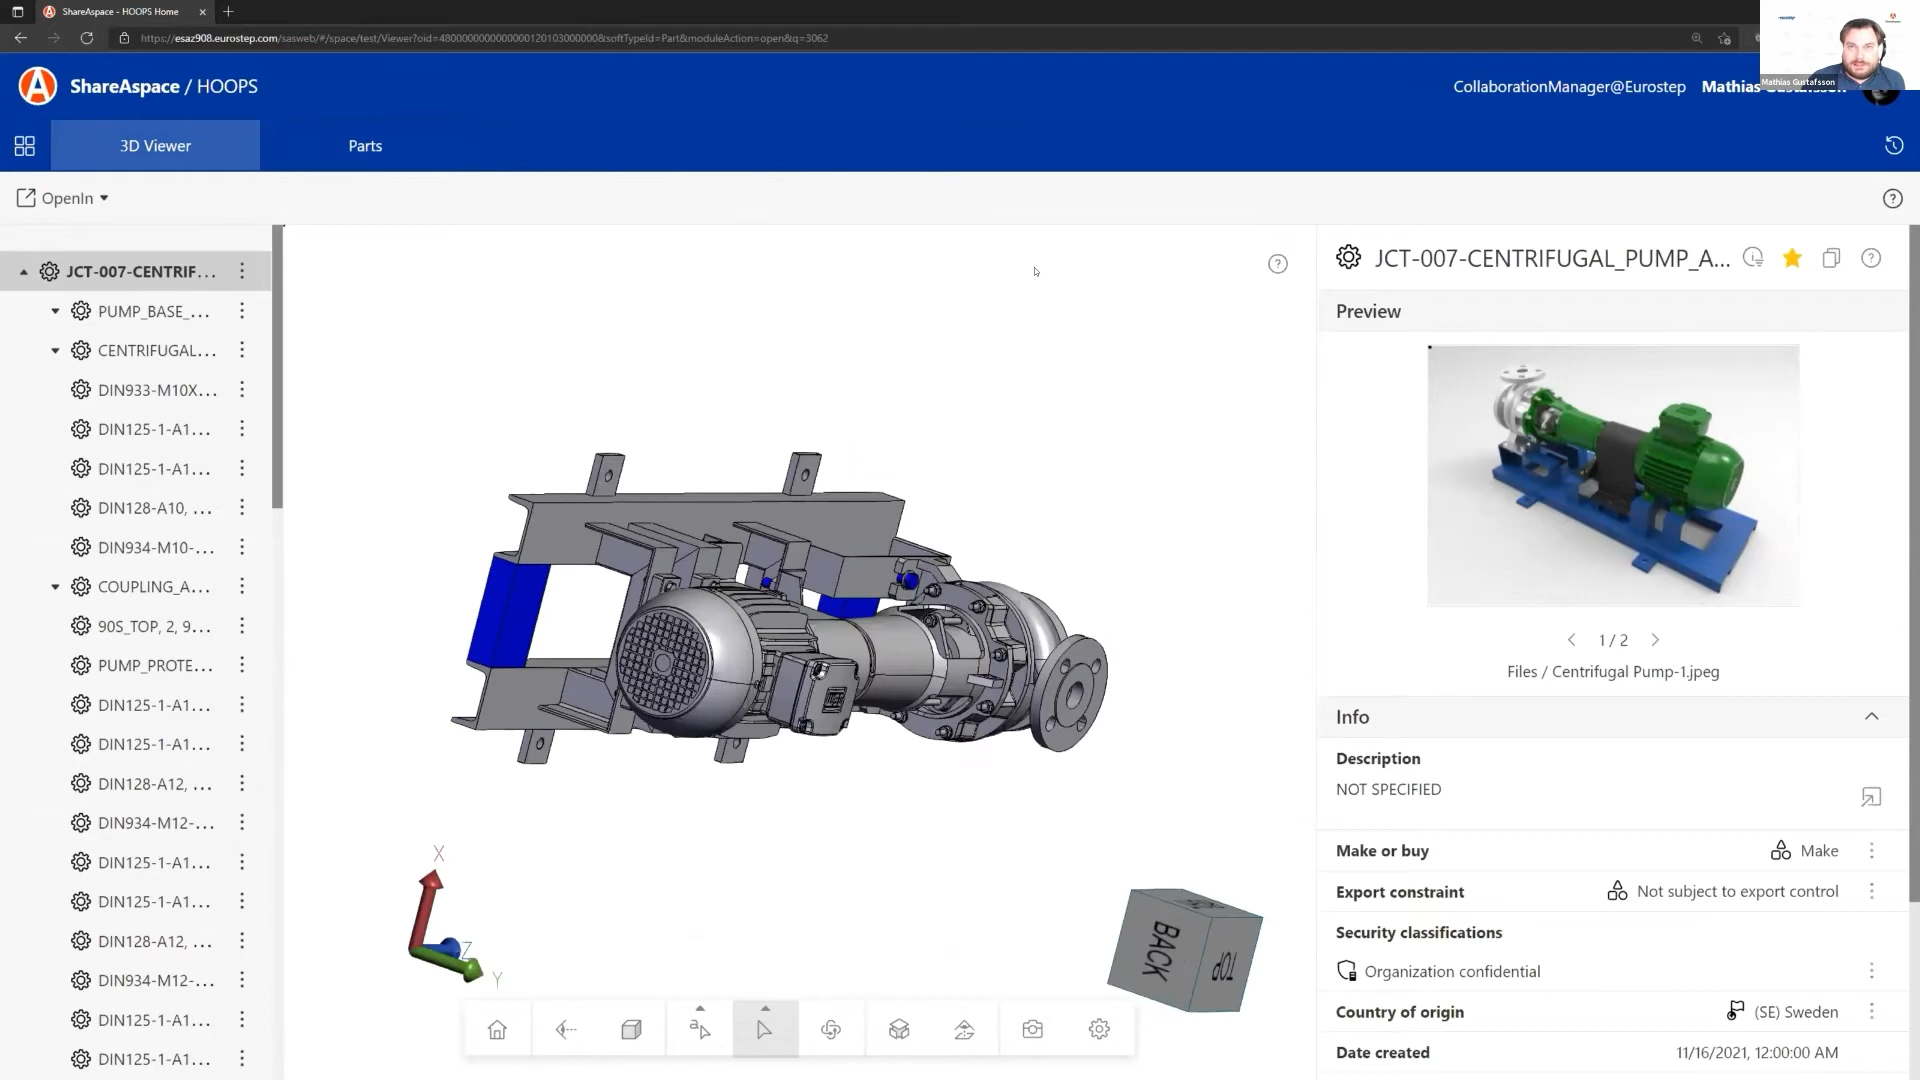 ShareAspace - HOOPS Home
https://esaz908.eurostep.com/sasweb/#/space/test/Viewer?oid=4800000000000001201030000008&softTypeId=Part&moduleAction=open&q=3062
Mathias Gustafsson
ShareAspace / HOOPS
CollaborationManager@Eurostep
Mathias Gustafsson
3D Viewer
Parts
OpenIn
JCT-007-CENTRIF...
PUMP_BASE_...
CENTRIFUGAL...
DIN933-M10X...
DIN125-1-A1...
DIN125-1-A1...
DIN128-A10, ...
DIN934-M10-...
COUPLING_A...
90S_TOP, 2, 9...
PUMP_PROTE...
DIN125-1-A1...
DIN125-1-A1...
DIN128-A12, ...
DIN934-M12-...
DIN125-1-A1...
DIN125-1-A1...
DIN128-A12, ...
DIN934-M12-...
DIN125-1-A1...
DIN125-1-A1...
X
Z
Y
BACK
TOP
a
JCT-007-CENTRIFUGAL_PUMP_A...
Preview
1 / 2
Files / Centrifugal Pump-1.jpeg
Info
Description
NOT SPECIFIED
Make or buy
Make
Export constraint
Not subject to export control
Security classifications
Organization confidential
Country of origin
(SE) Sweden
Date created
11/16/2021, 12:00:00 AM